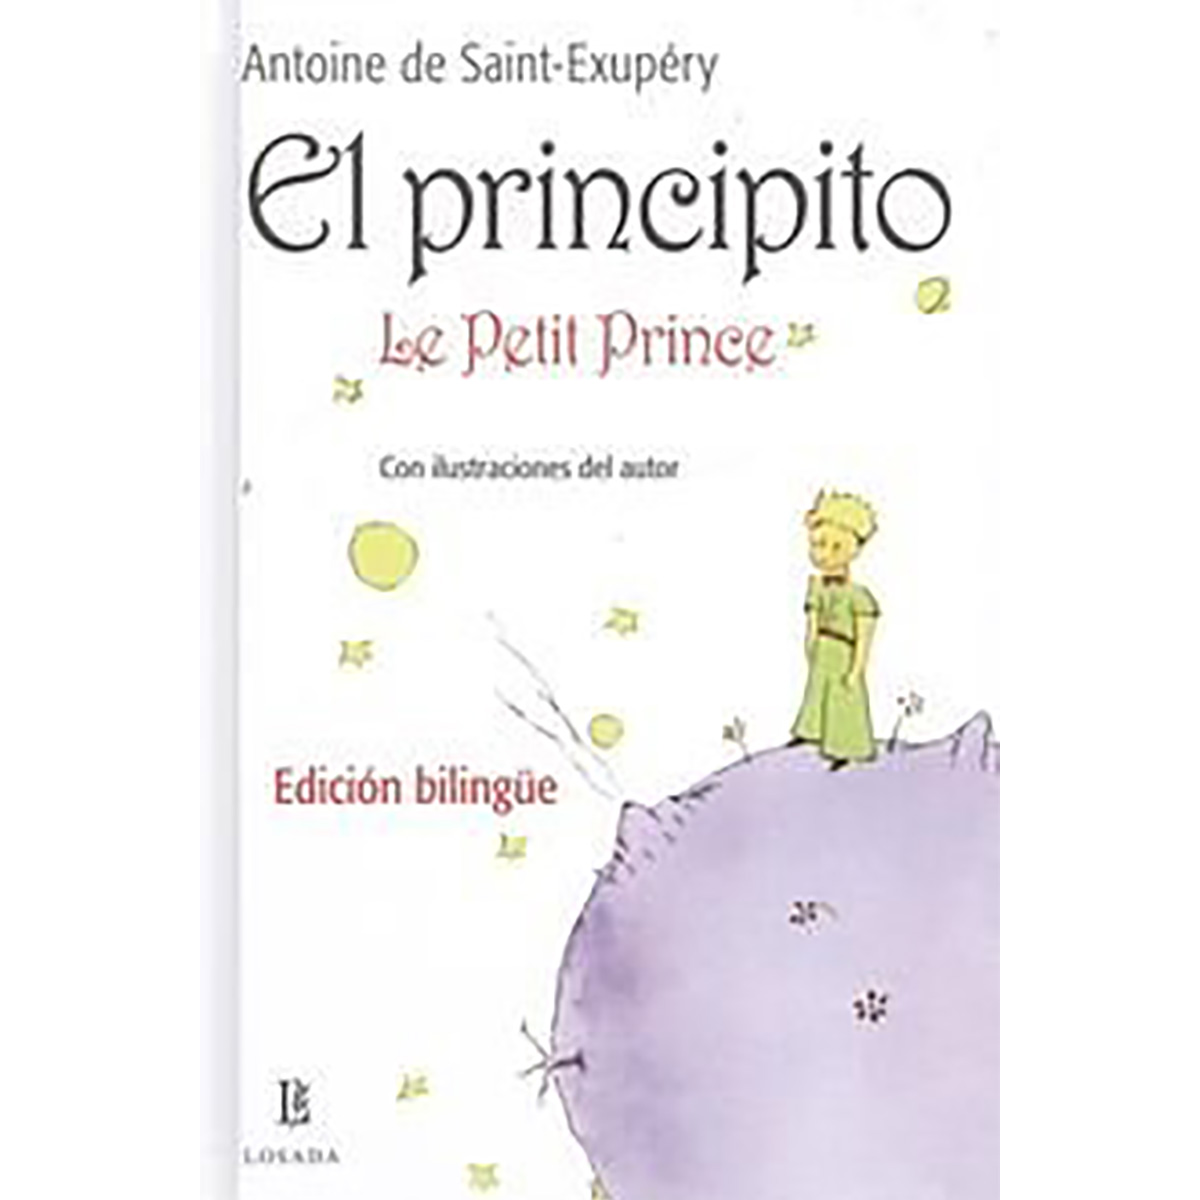 Antoine de Saint-Exupéry
El principito
Le Petit Prince
Con ilustraciones del autor
Edición bilingüe
LOSADA